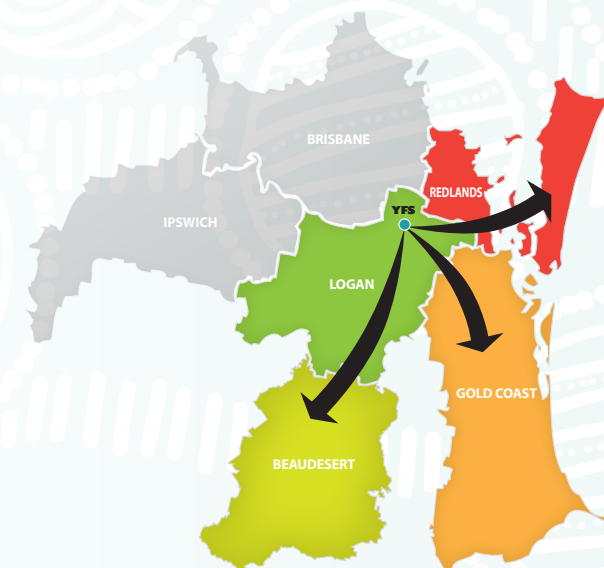 BRISBANE
REDLANDS
YFS
IPSWICH
LOGAN
GOLD COAST
BEAUDESERT